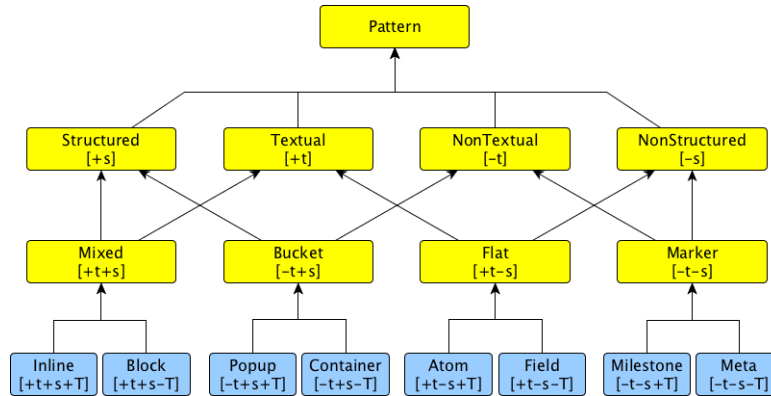 Pattern
Structured
[+s]
Textual
[+t]
NonTextual
[-t]
NonStructured
[-s]
Mixed
[+t+s]
Bucket
[-t+s]
Flat
[+t-s]
Marker
[-t-s]
Inline
[+t+s+T]
Block
[+t+s-T]
Popup
[-t+s+T]
Container
[-t+s-T]
Atom
[+t-s+T]
Field
[+t-s-T]
Milestone
[-t-s+T]
Meta
[-t-s-T]